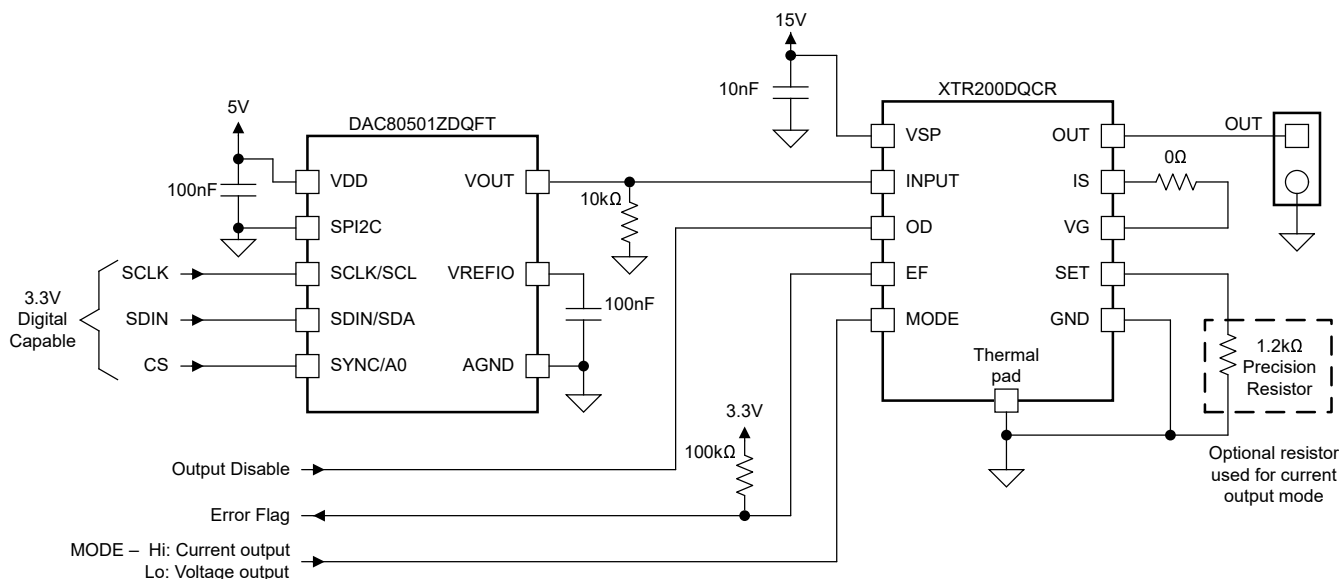 15V
10nF
XTR200DQCR
5V
DAC80501ZDQFT
VSP
OUT
OUT
0Ω
100nF
VDD
VOUT
10kΩ
INPUT
IS
SPI2C
OD
VG
3.3V
Digital
Capable
SCLK
SCLK/SCL
VREFIO
100nF
EF
SET
SDIN
SDIN/SDA
MODE
GND
1.2kΩ
Precision
Resistor
CS
SYNC/A0
AGND
Thermal
pad
3.3V
100kΩ
Optional resistor
used for current
output mode
Output Disable
Error Flag
MODE – Hi: Current output
Lo: Voltage output